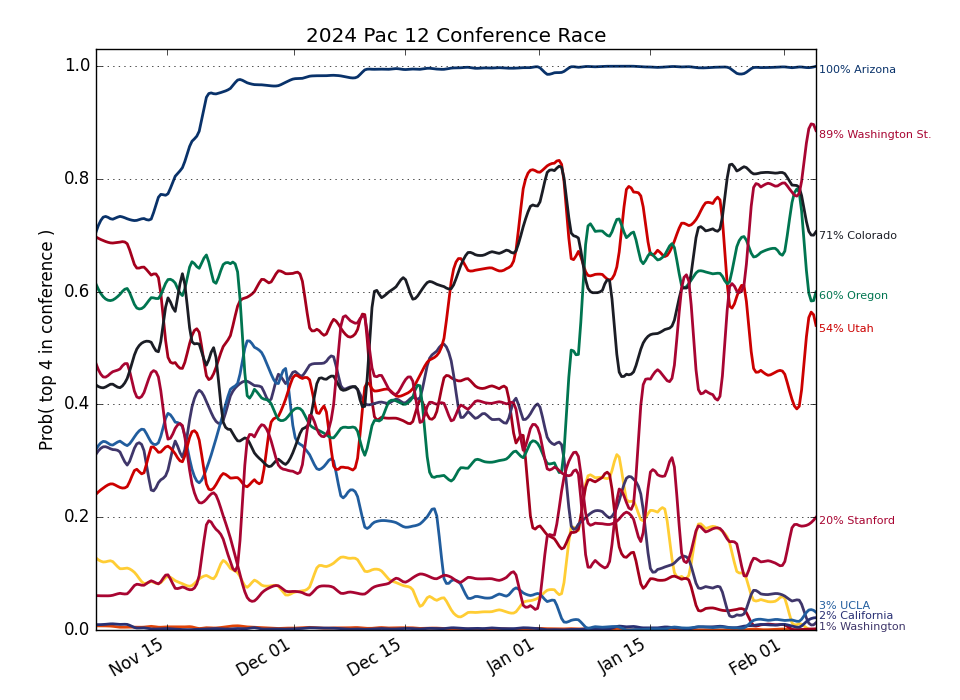 2024 Pac 12 Conference Race
Prob( top 4 in conference )
1.0
0.8
0.6
0.4
0.2
0.0
Nov 15
Dec 01
Dec 15
Jan 01
Jan 15
Feb 01
100% Arizona
89% Washington St.
71% Colorado
60% Oregon
54% Utah
20% Stanford
3% UCLA
2% California
1% Washington